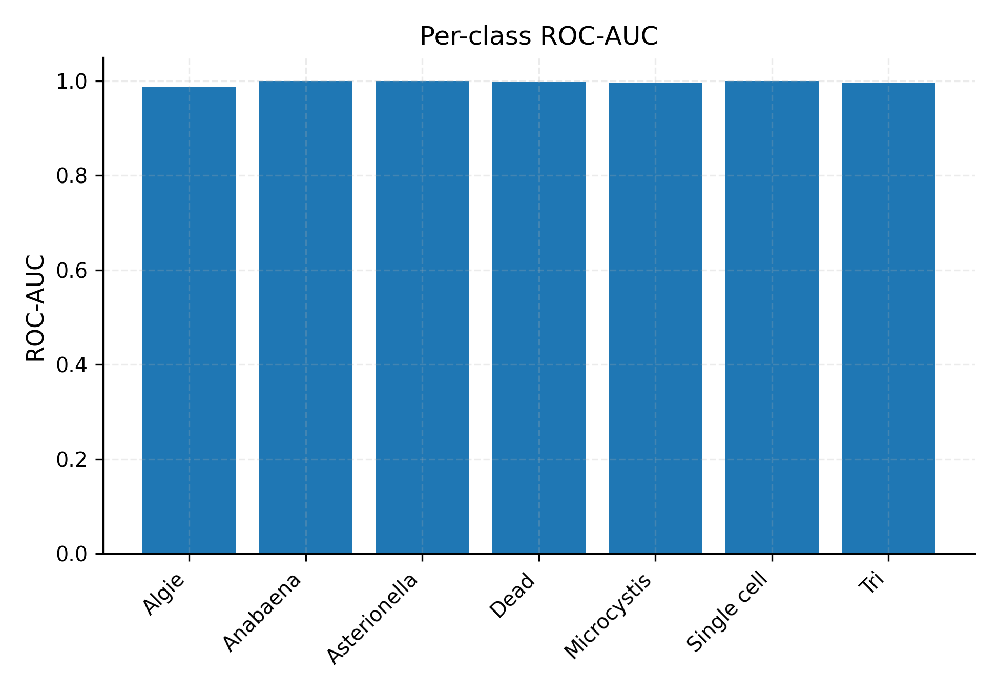 Per-class ROC-AUC
ROC-AUC
1.0
0.8
0.6
0.4
0.2
0.0
Algie
Anabaena
Asterionella
Dead
Microcystis
Single cell
Tri